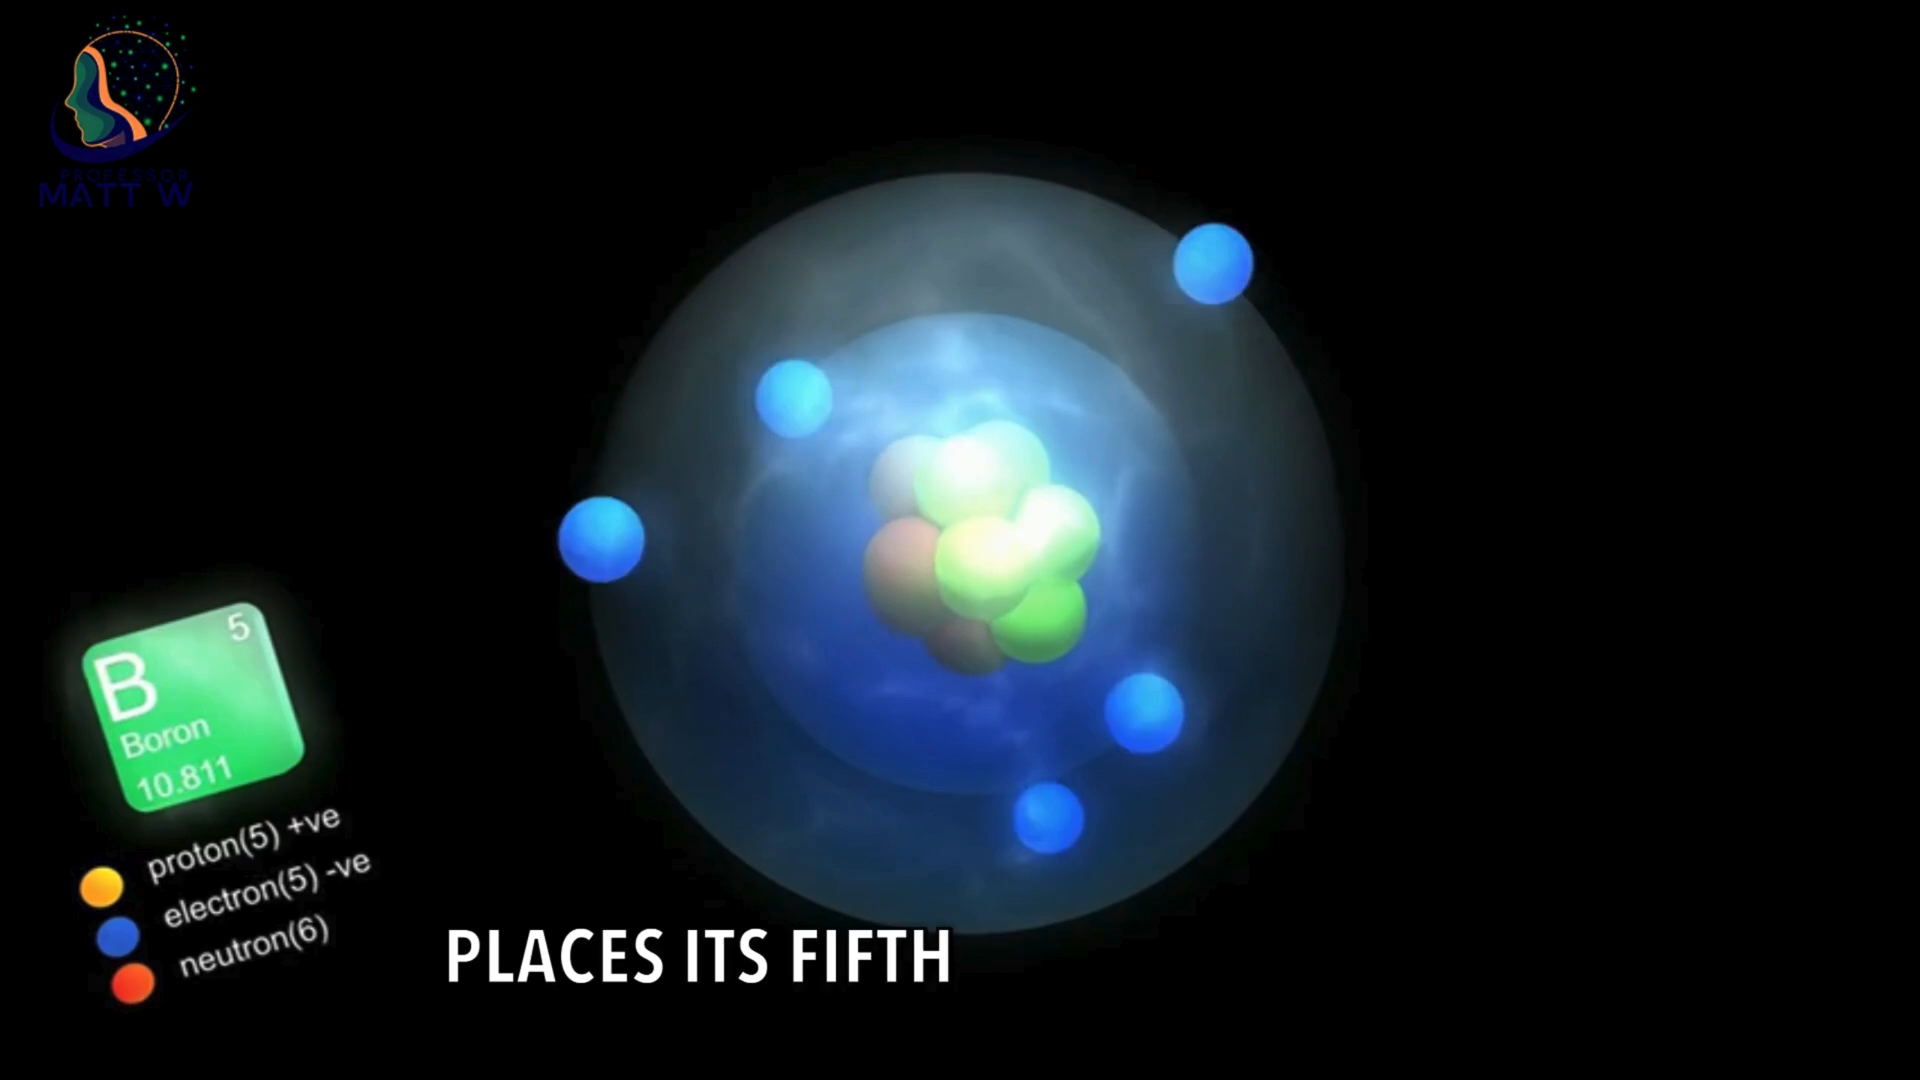 PROFESSOR
MATT W
5
B
Boron
10.811
proton(5) +ve
electron(5) -ve
neutron(6)
PLACES ITS FIFTH